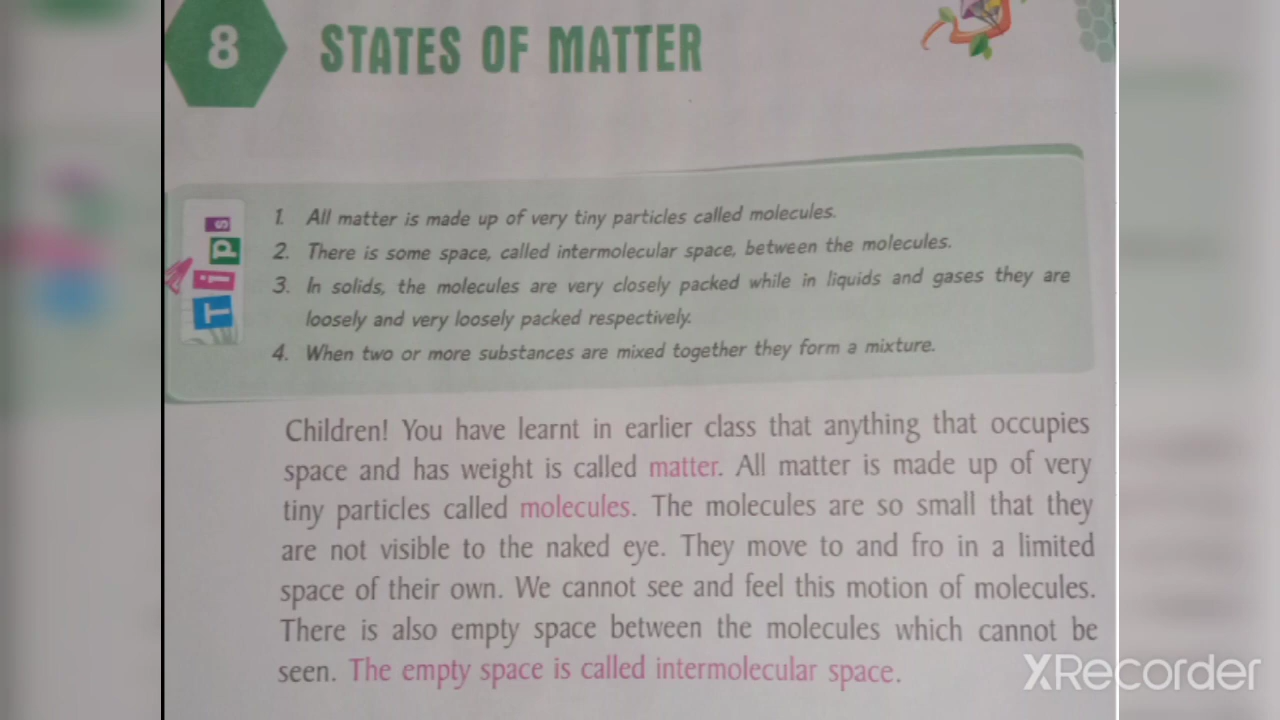 8 STATES OF MATTER
Tips
1. All matter is made up of very tiny particles called molecules.
2. There is some space, called intermolecular space, between the molecules.
3. In solids, the molecules are very closely packed while in liquids and gases they are
loosely and very loosely packed respectively.
4. When two or more substances are mixed together they form a mixture.
Children! You have learnt in earlier class that anything that occupies
space and has weight is called matter. All matter is made up of very
tiny particles called molecules. The molecules are so small that they
are not visible to the naked eye. They move to and fro in a limited
space of their own. We cannot see and feel this motion of molecules.
There is also empty space between the molecules which cannot be
seen. The empty space is called intermolecular space.
XRecorder